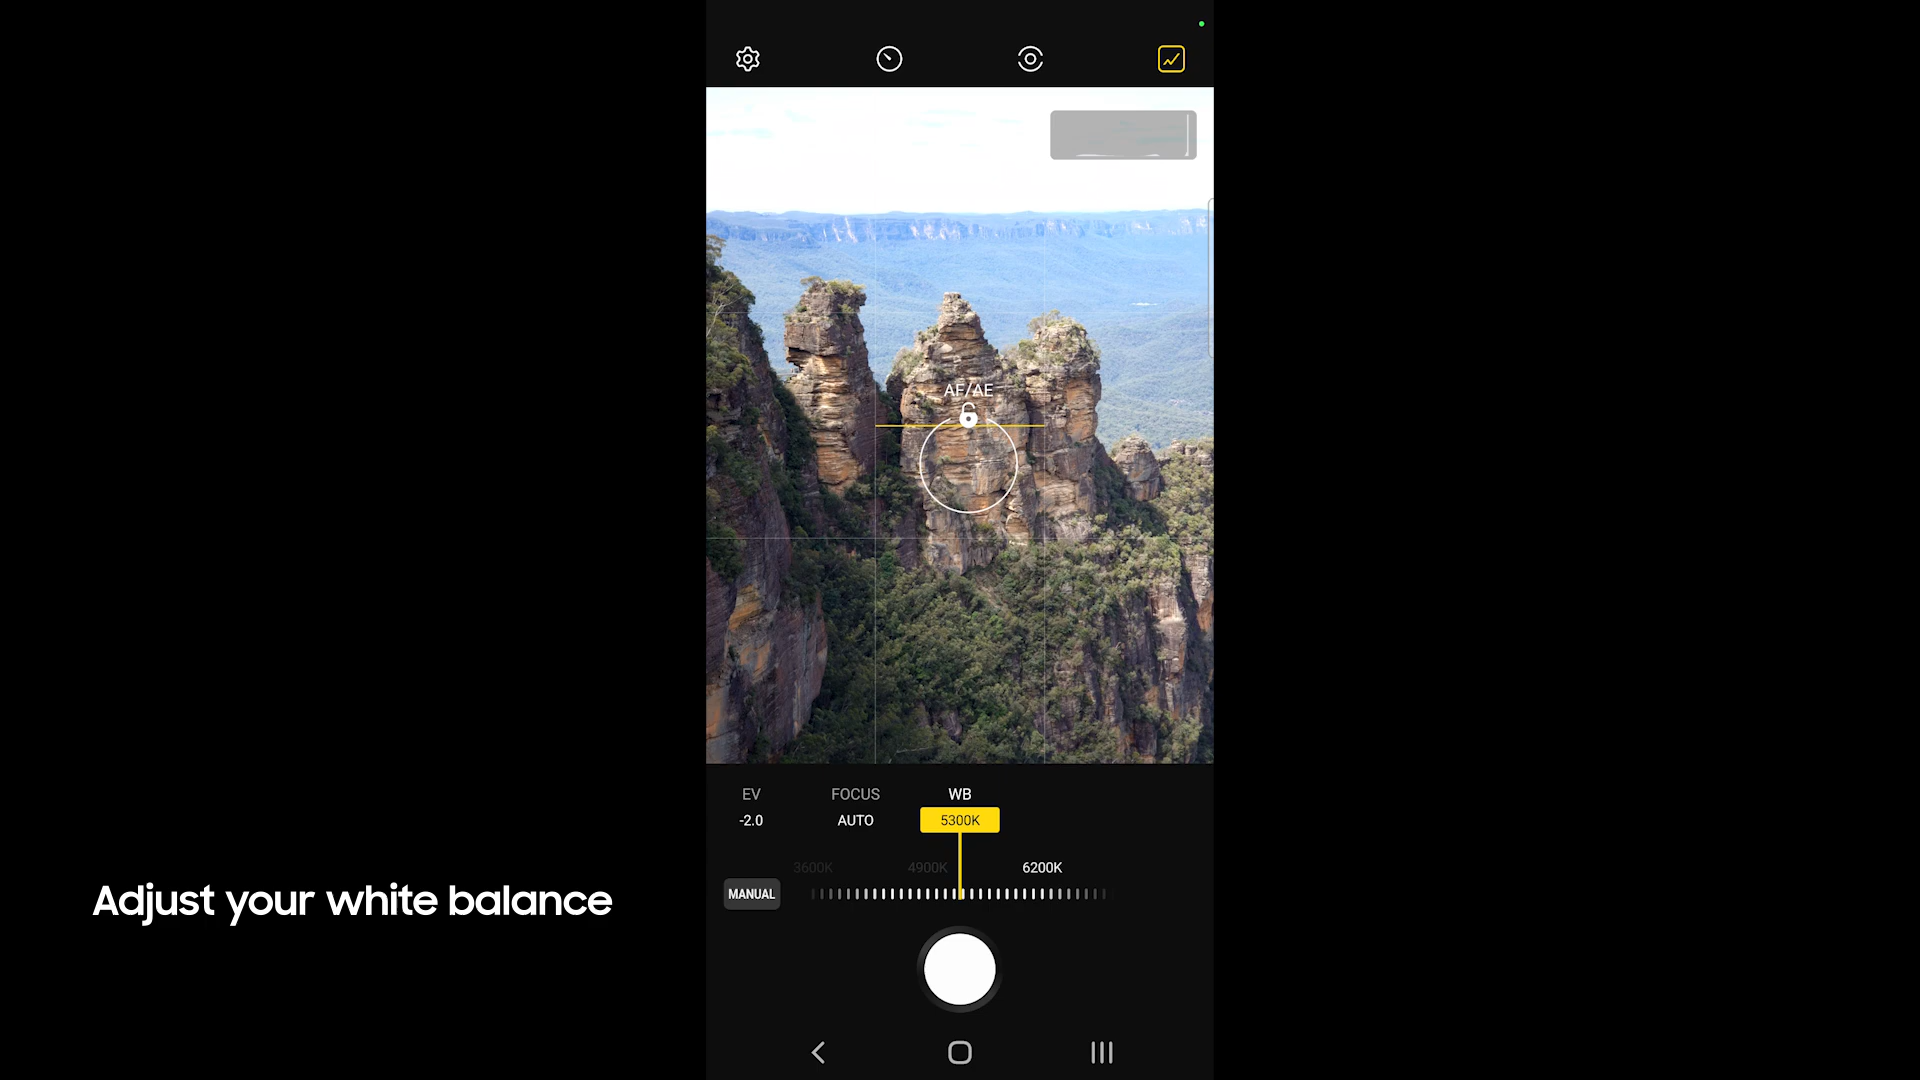 AF/AE
EV FOCUS WB
-2.0 AUTO 5300K
3600K 4900K 6200K
MANUAL
Adjust your white balance